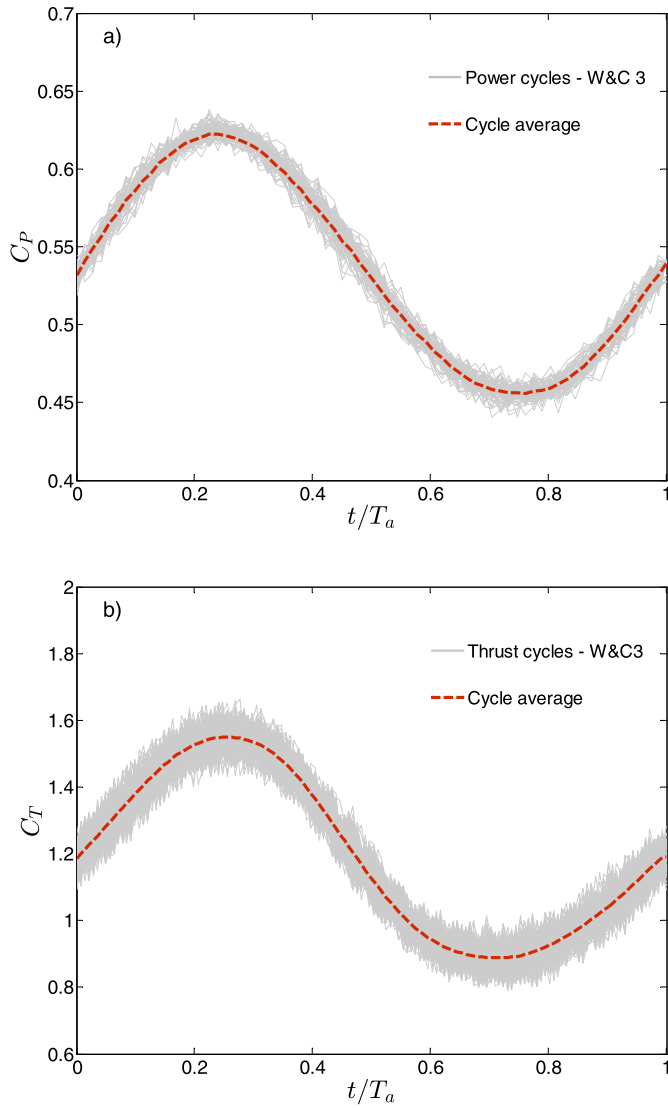 0.7
a)
0.65
Power cycles - W&C 3
Cycle average
0.6
C_P
0.55
0.5
0.45
0.4
0 0.2 0.4 0.6 0.8 1
t/T_a
2
b)
1.8
Thrust cycles - W&C3
Cycle average
1.6
1.4
C_T
1.2
1
0.8
0.6
0 0.2 0.4 0.6 0.8 1
t/T_a